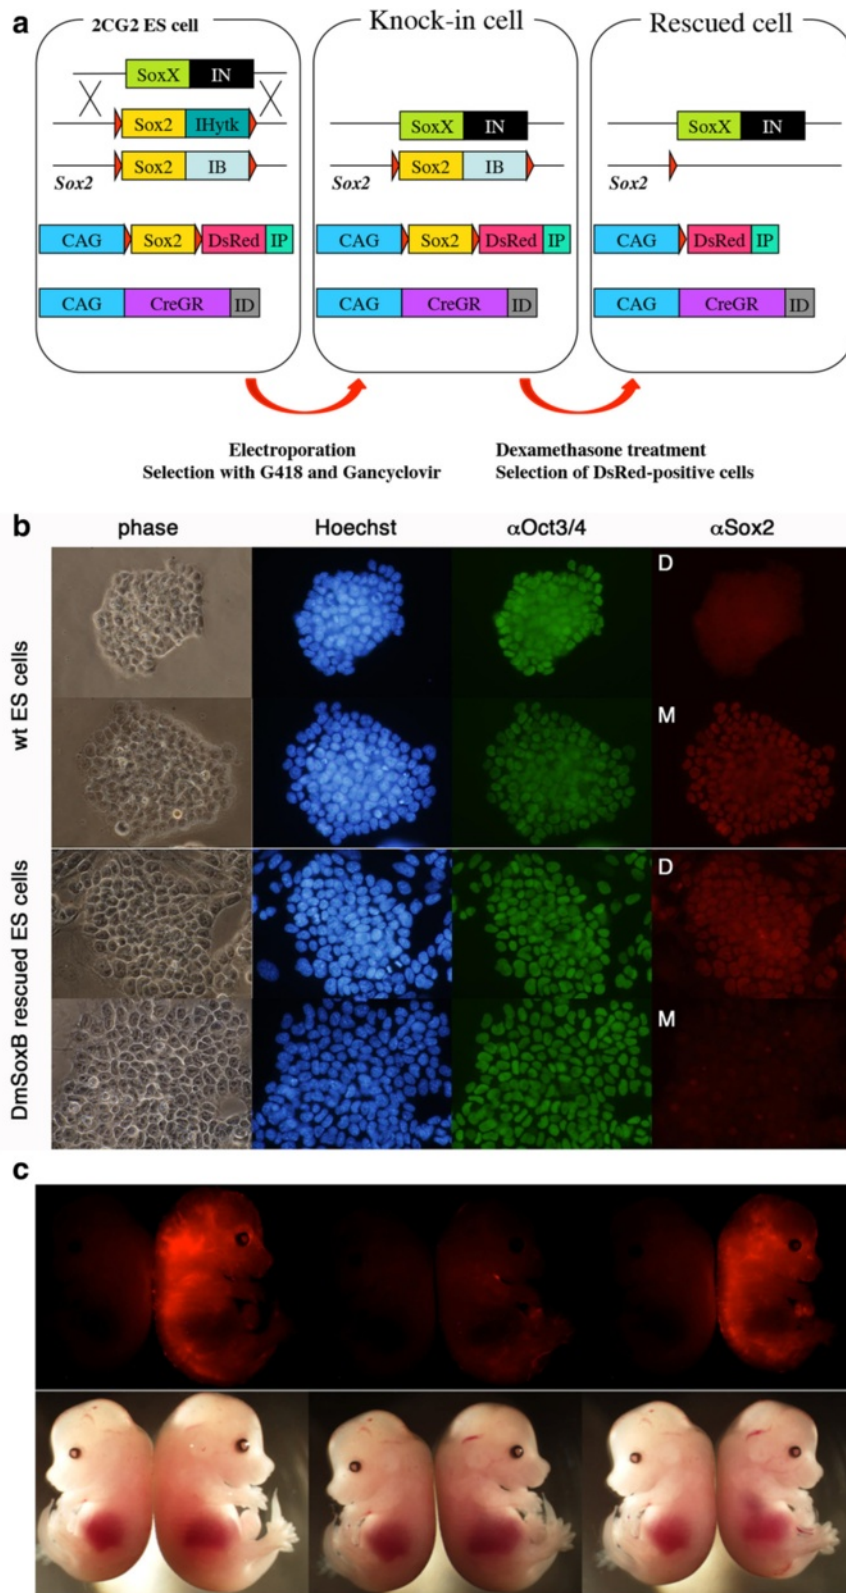 a
2CG2 ES cell
Knock-in cell
Rescued cell
SoxX IN
Sox2 IHytk
Sox2 IB
Sox2
CAG Sox2 DsRed IP
CAG CreGR ID
SoxX IN
Sox2 IB
Sox2
CAG Sox2 DsRed IP
CAG CreGR ID
SoxX IN
Sox2
CAG DsRed IP
CAG CreGR ID
Electroporation
Selection with G418 and Gancyclovir
Dexamethasone treatment
Selection of DsRed-positive cells
b
phase Hoechst αOct3/4 αSox2
wt ES cells
D
M
DmSoxB rescued ES cells
D
M
c